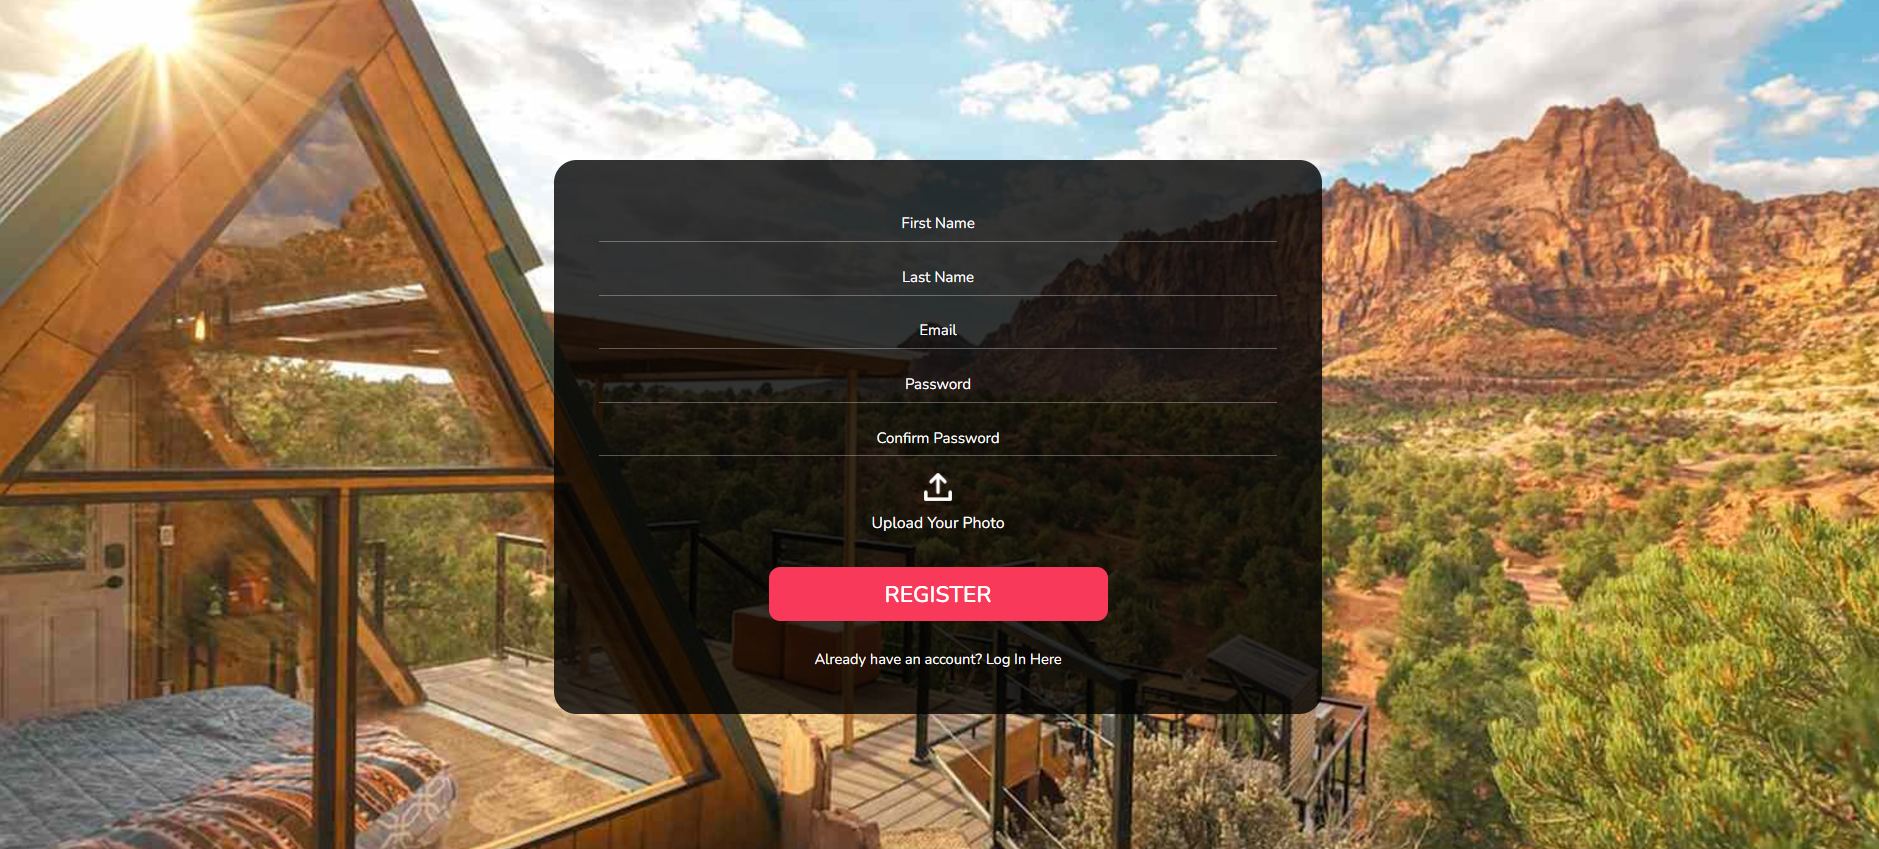 First Name
Last Name
Email
Password
Confirm Password
Upload Your Photo
REGISTER
Already have an account? Log In Here